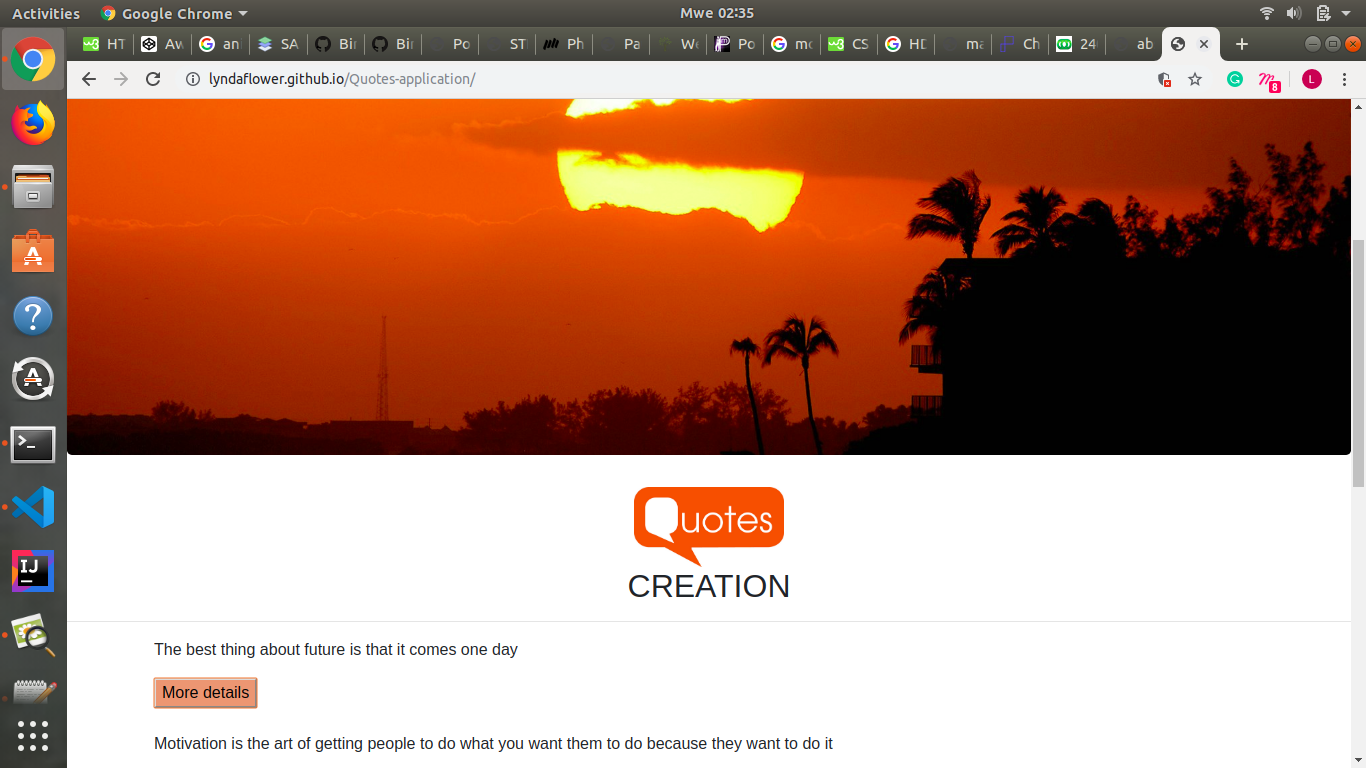 Activities Google Chrome Mwe 02:35
HT Aw an SA Bir Bir Po ST Ph Pa We Po mo CS HD ma Ch 24 ab
lyndaflower.github.io/Quotes-application/ 8 L
Quotes
CREATION
The best thing about future is that it comes one day
More details
Motivation is the art of getting people to do what you want them to do because they want to do it